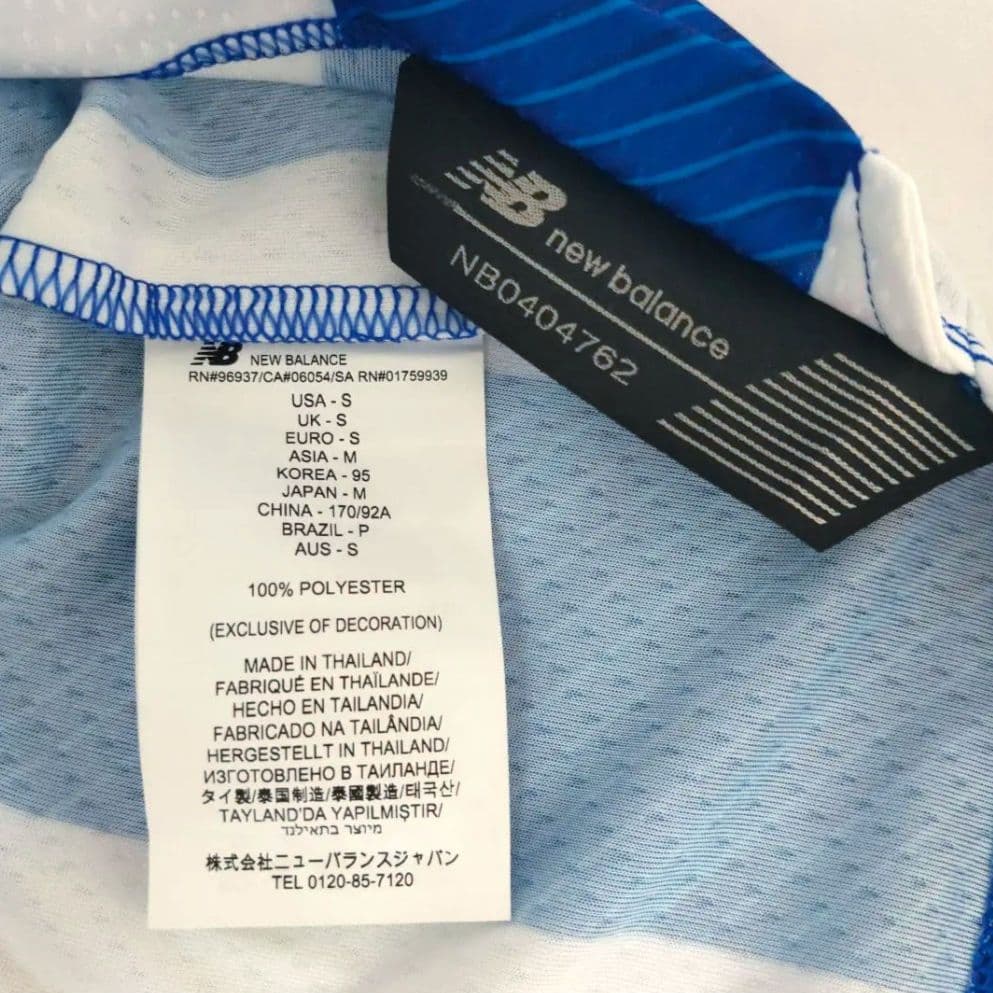 new balance
NB0404762
NB NEW BALANCE
RN#96937/CA#06054/SA RN#01759939
USA - S
UK - S
EURO - S
ASIA - M
KOREA - 95
JAPAN - M
CHINA - 170/92A
BRAZIL - P
AUS - S
100% POLYESTER
(EXCLUSIVE OF DECORATION)
MADE IN THAILAND/
FABRIQUÉ EN THAÏLANDE/
HECHO EN TAILANDIA/
FABRICADO NA TAILÂNDIA/
HERGESTELLT IN THAILAND/
ИЗГОТОВЛЕНО В ТАИЛАНДЕ/
タイ製/泰国制造/泰國製造/태국산/
TAYLAND'DA YAPILMIŞTIR/
מיוצר בתאילנד
株式会社ニューバランスジャパン
TEL 0120-85-7120